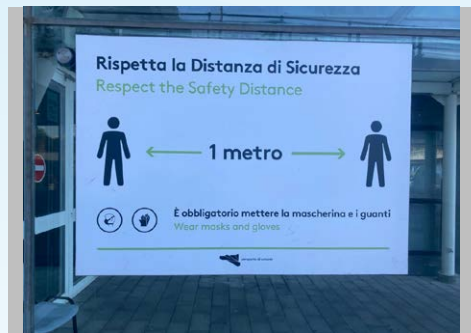 Rispetta la Distanza di Sicurezza
Respect the Safety Distance
1 metro
È obbligatorio mettere la mascherina e i guanti
Wear masks and gloves